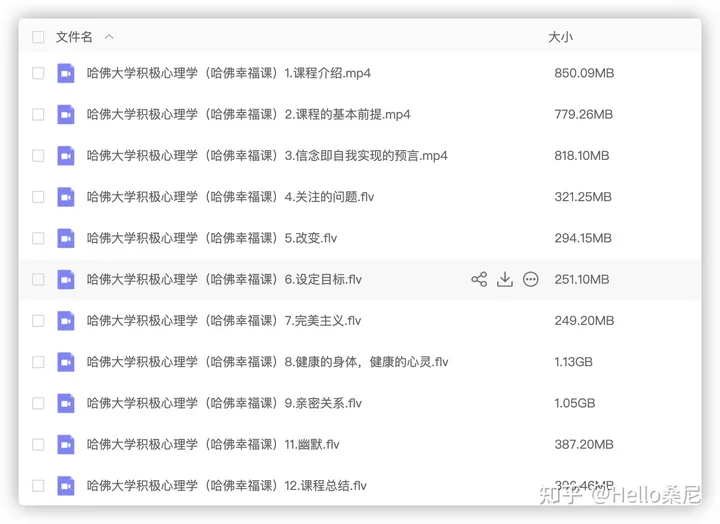 文件名 大小
哈佛大学积极心理学（哈佛幸福课）1.课程介绍.mp4 850.09MB
哈佛大学积极心理学（哈佛幸福课）2.课程的基本前提.mp4 779.26MB
哈佛大学积极心理学（哈佛幸福课）3.信念即自我实现的预言.mp4 818.10MB
哈佛大学积极心理学（哈佛幸福课）4.关注的问题.flv 321.25MB
哈佛大学积极心理学（哈佛幸福课）5.改变.flv 294.15MB
哈佛大学积极心理学（哈佛幸福课）6.设定目标.flv 251.10MB
哈佛大学积极心理学（哈佛幸福课）7.完美主义.flv 249.20MB
哈佛大学积极心理学（哈佛幸福课）8.健康的身体，健康的心灵.flv 1.13GB
哈佛大学积极心理学（哈佛幸福课）9.亲密关系.flv 1.05GB
哈佛大学积极心理学（哈佛幸福课）11.幽默.flv 387.20MB
哈佛大学积极心理学（哈佛幸福课）12.课程总结.flv
知乎 @Hello桑尼